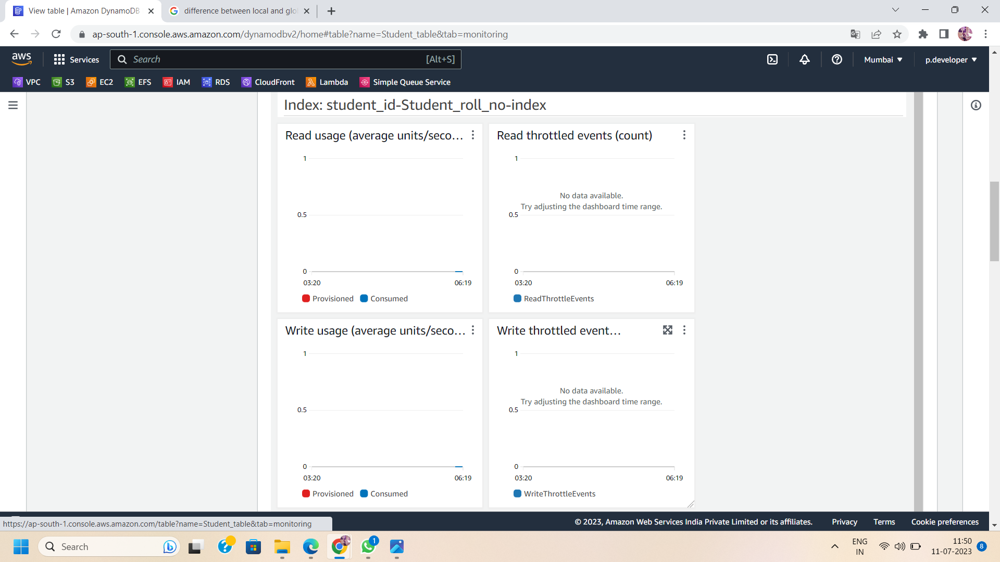 View table | Amazon DynamoDB
difference between local and glo
ap-south-1.console.aws.amazon.com/dynamodbv2/home#table?name=Student_table&tab=monitoring
aws
Services
Search
[Alt+S]
Mumbai
p.developer
VPC
S3
EC2
EFS
IAM
RDS
CloudFront
Lambda
Simple Queue Service
Index: student_id-Student_roll_no-index
Read usage (average units/seco...
1
0.5
0
03:20
06:19
Provisioned
Consumed
Read throttled events (count)
1
No data available.
Try adjusting the dashboard time range.
0.5
0
03:20
06:19
ReadThrottleEvents
Write usage (average units/seco...
1
0.5
0
03:20
06:19
Provisioned
Consumed
Write throttled event...
1
No data available.
Try adjusting the dashboard time range.
0.5
0
03:20
06:19
WriteThrottleEvents
https://ap-south-1.console.aws.amazon.com/table?name=Student_table&tab=monitoring
© 2023, Amazon Web Services India Private Limited or its affiliates.
Privacy
Terms
Cookie preferences
Search
1
ENG
IN
11:50
11-07-2023
8